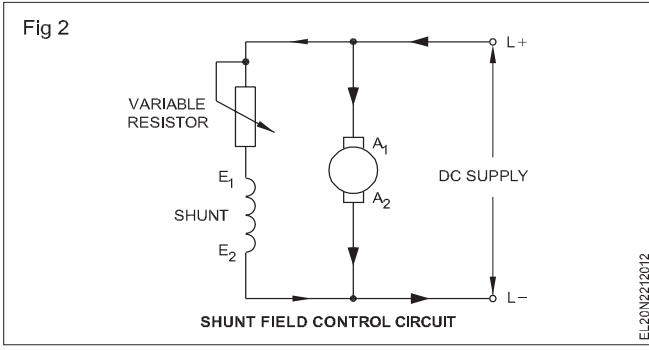 Fig 2
L+
VARIABLE
RESISTOR
A1
E1
A2
DC SUPPLY
SHUNT
E2
L−
SHUNT FIELD CONTROL CIRCUIT
EL20N2212012